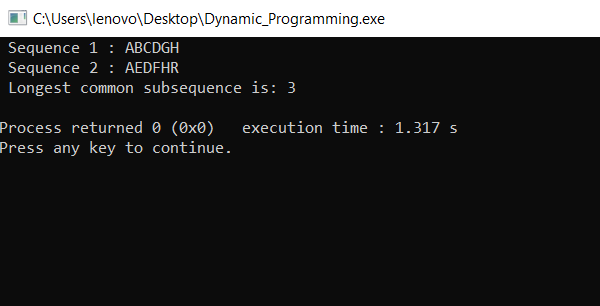 C:\Users\lenovo\Desktop\Dynamic_Programming.exe
Sequence 1 : ABCDGH
Sequence 2 : AEDFHR
Longest common subsequence is: 3
Process returned 0 (0x0)   execution time : 1.317 s
Press any key to continue.